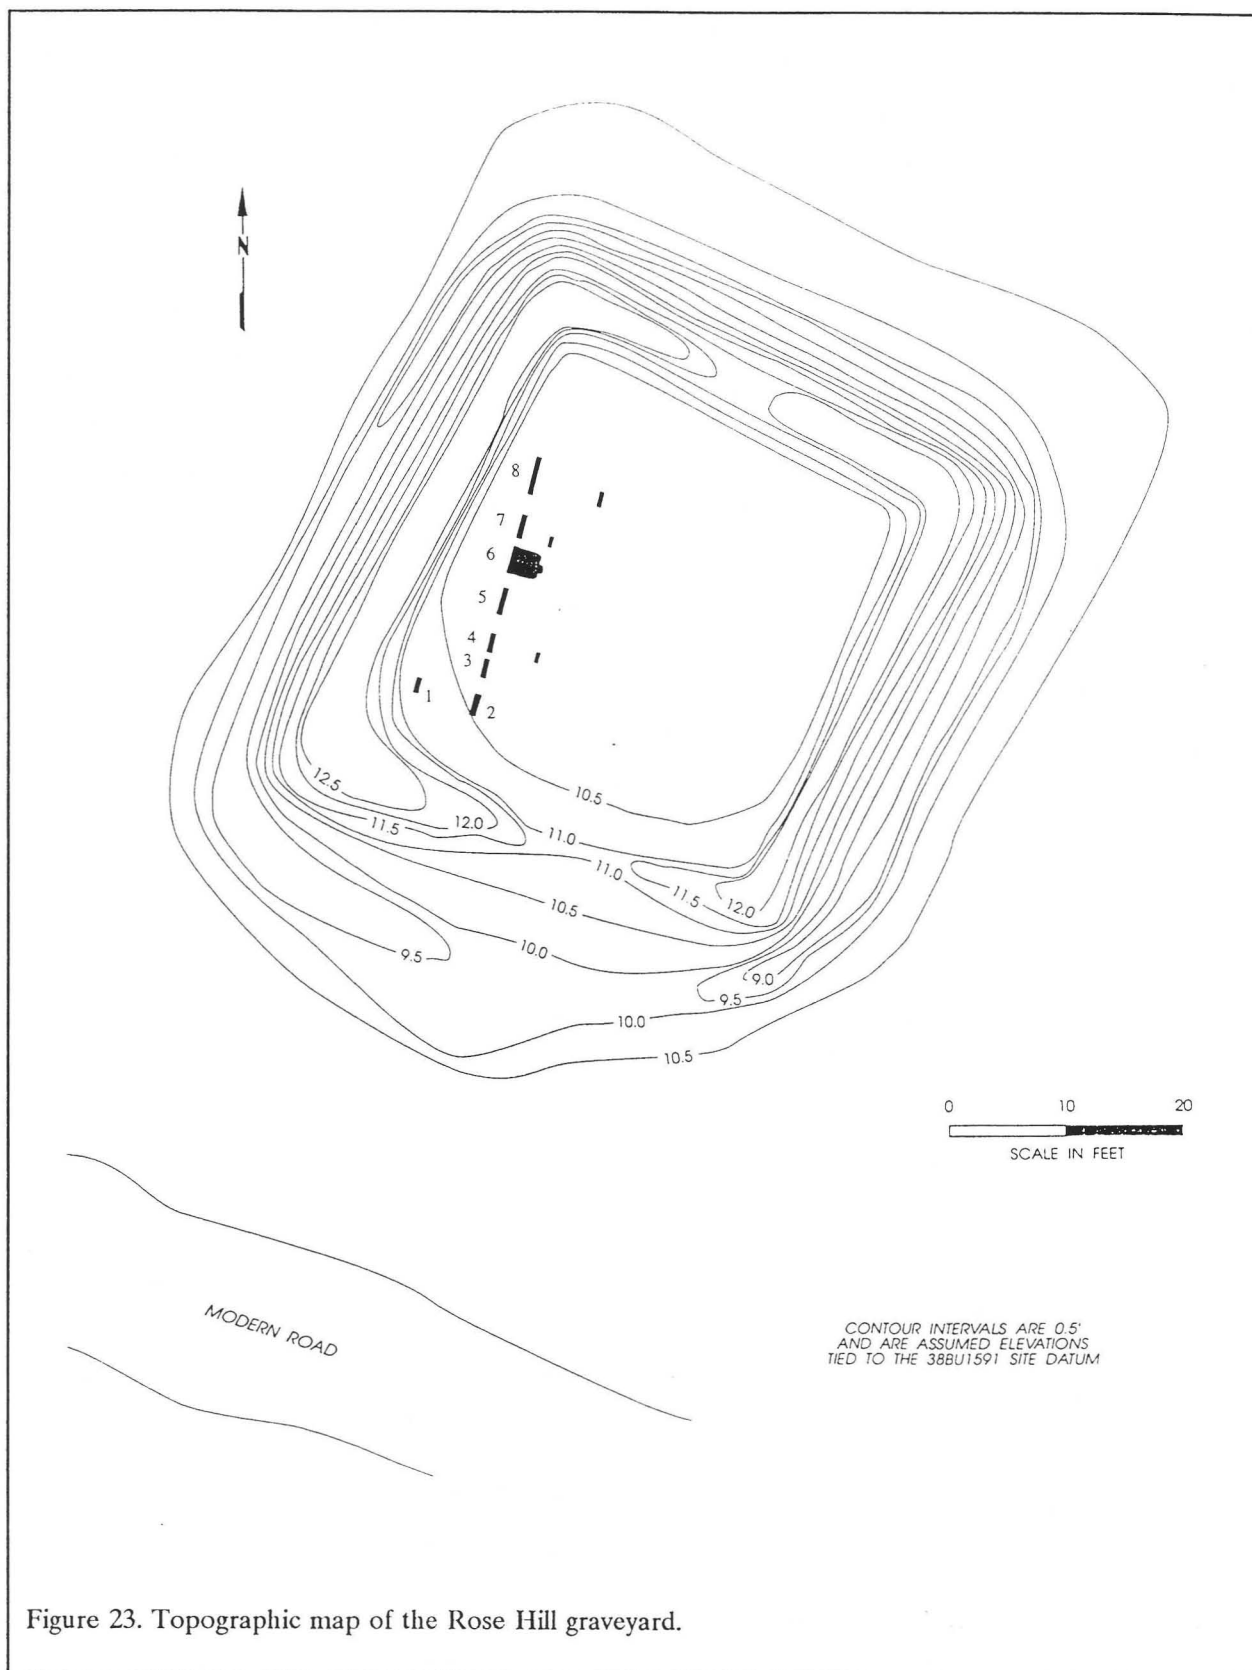 N
8
7
6
5
4
3
1
2
12.5
10.5
11.5
12.0
11.0
11.0
11.5
12.0
10.5
10.0
9.5
9.0
9.5
10.0
10.5
0 10 20
SCALE IN FEET
MODERN ROAD
CONTOUR INTERVALS ARE 0.5'
AND ARE ASSUMED ELEVATIONS
TIED TO THE 38BU1591 SITE DATUM
Figure 23. Topographic map of the Rose Hill graveyard.